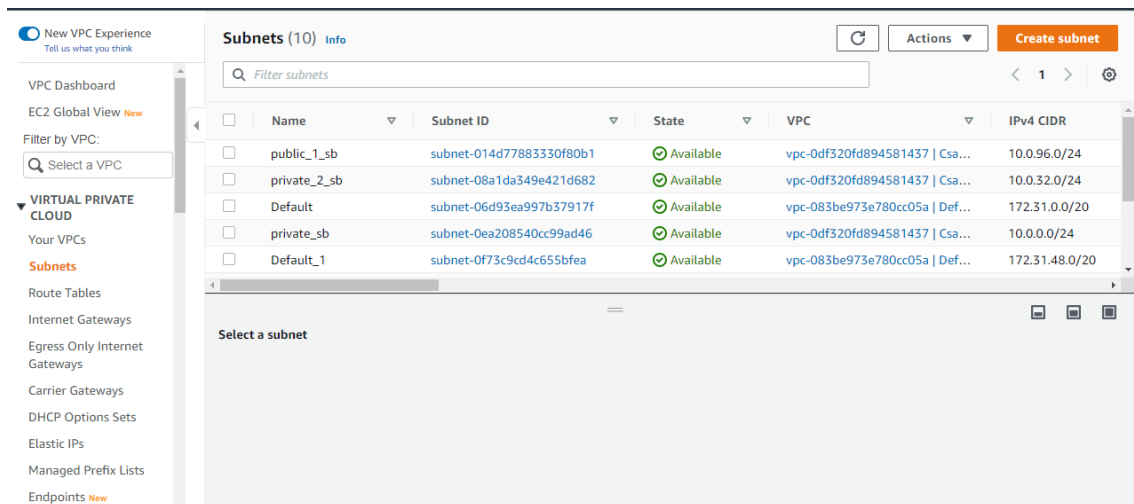 New VPC Experience
Tell us what you think
VPC Dashboard
EC2 Global View New
Filter by VPC:
Select a VPC
VIRTUAL PRIVATE
CLOUD
Your VPCs
Subnets
Route Tables
Internet Gateways
Egress Only Internet
Gateways
Carrier Gateways
DHCP Options Sets
Elastic IPs
Managed Prefix Lists
Endpoints New
Subnets (10) Info
Actions
Create subnet
Filter subnets
1
Name Subnet ID State VPC IPv4 CIDR
public_1_sb subnet-014d77883330f80b1 Available vpc-0df320fd894581437 | Csa... 10.0.96.0/24
private_2_sb subnet-08a1da349e421d682 Available vpc-0df320fd894581437 | Csa... 10.0.32.0/24
Default subnet-06d93ea997b37917f Available vpc-083be973e780cc05a | Def... 172.31.0.0/20
private_sb subnet-0ea208540cc99ad46 Available vpc-0df320fd894581437 | Csa... 10.0.0.0/24
Default_1 subnet-0f73c9cd4c655bfea Available vpc-083be973e780cc05a | Def... 172.31.48.0/20
Select a subnet